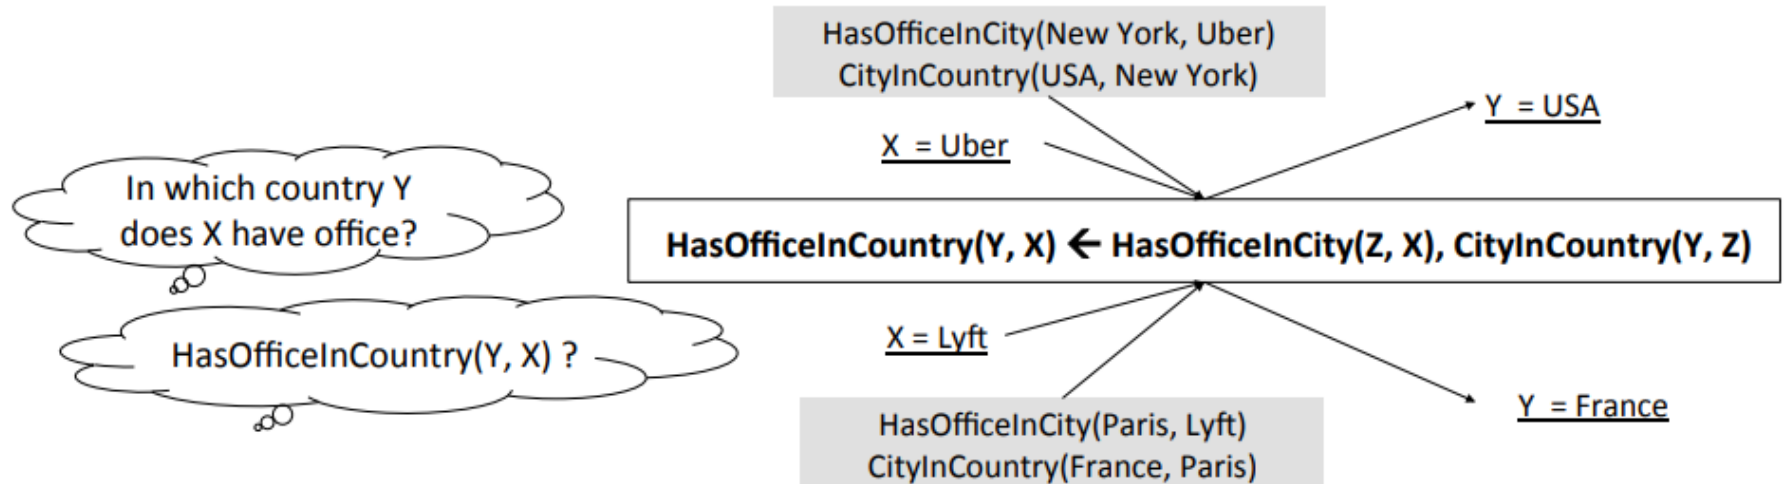 HasOfficeInCity(New York, Uber)
CityInCountry(USA, New York)
Y = USA
X = Uber
In which country Y
does X have office?
HasOfficeInCountry(Y, X) ← HasOfficeInCity(Z, X), CityInCountry(Y, Z)
X = Lyft
HasOfficeInCountry(Y, X) ?
Y = France
HasOfficeInCity(Paris, Lyft)
CityInCountry(France, Paris)